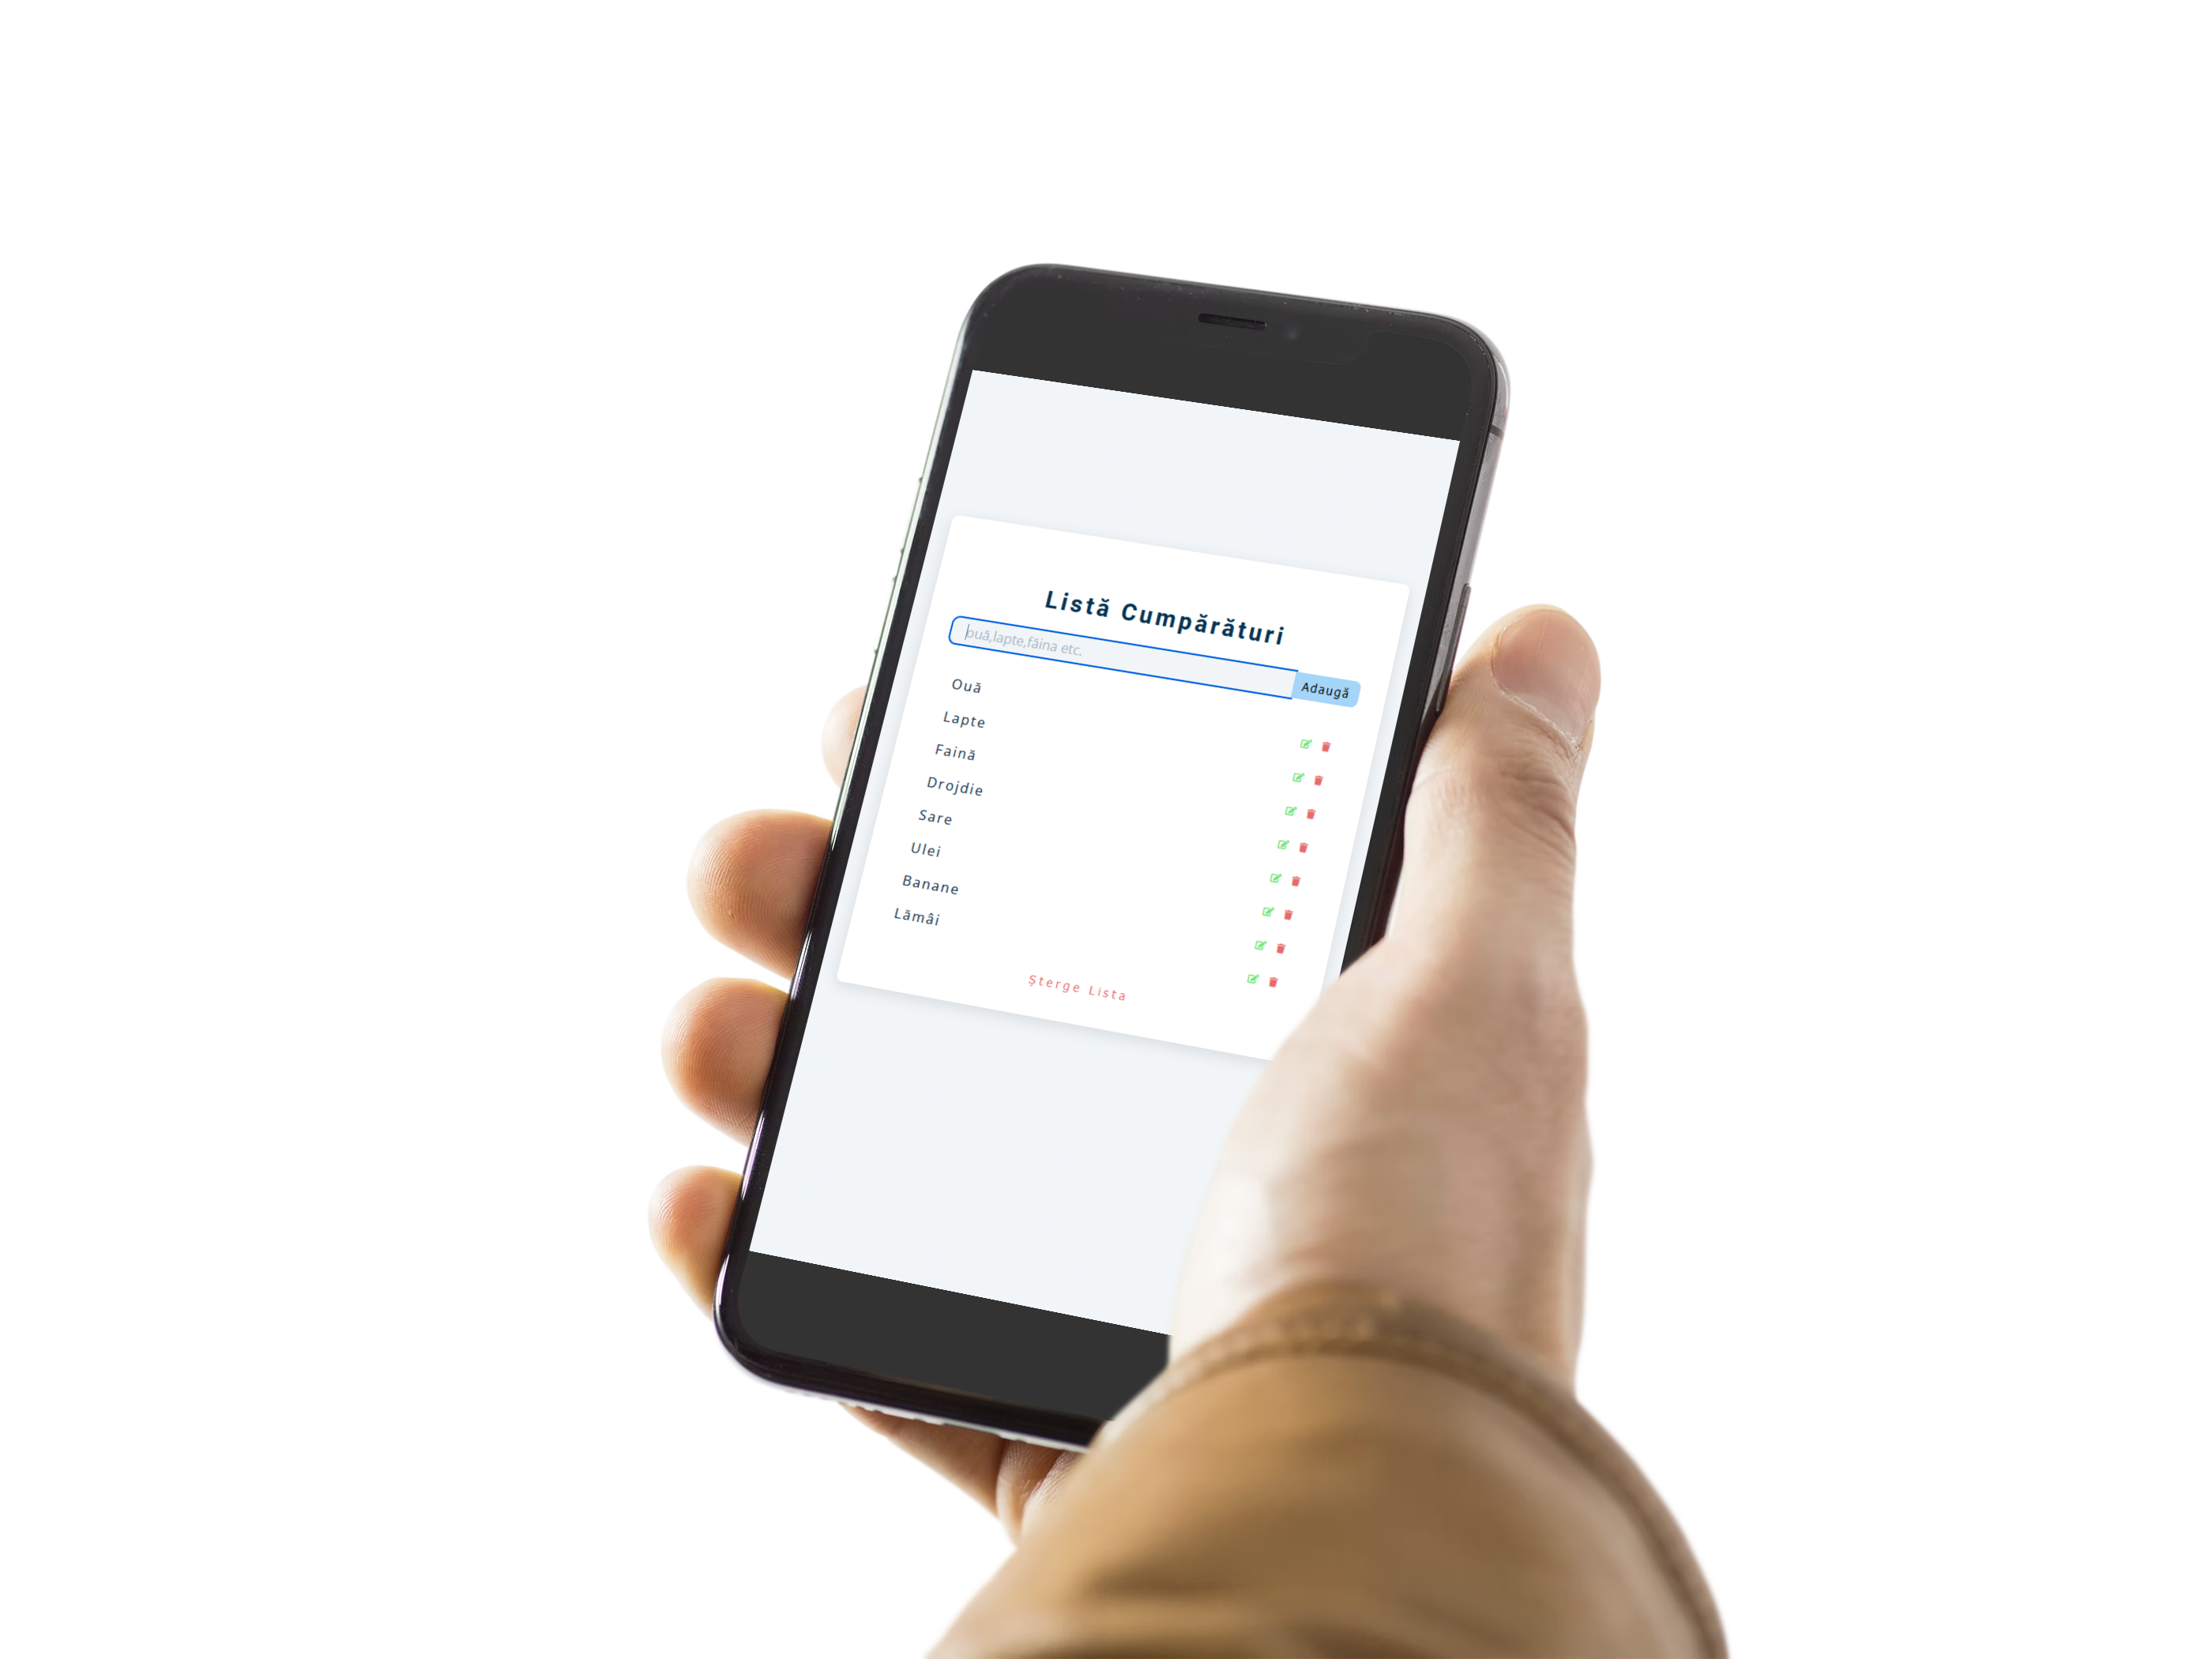 Listă Cumpărături
ouă,lapte,făina etc.
Adaugă
Ouă
Lapte
Faină
Drojdie
Sare
Ulei
Banane
Lămâi
Șterge Lista